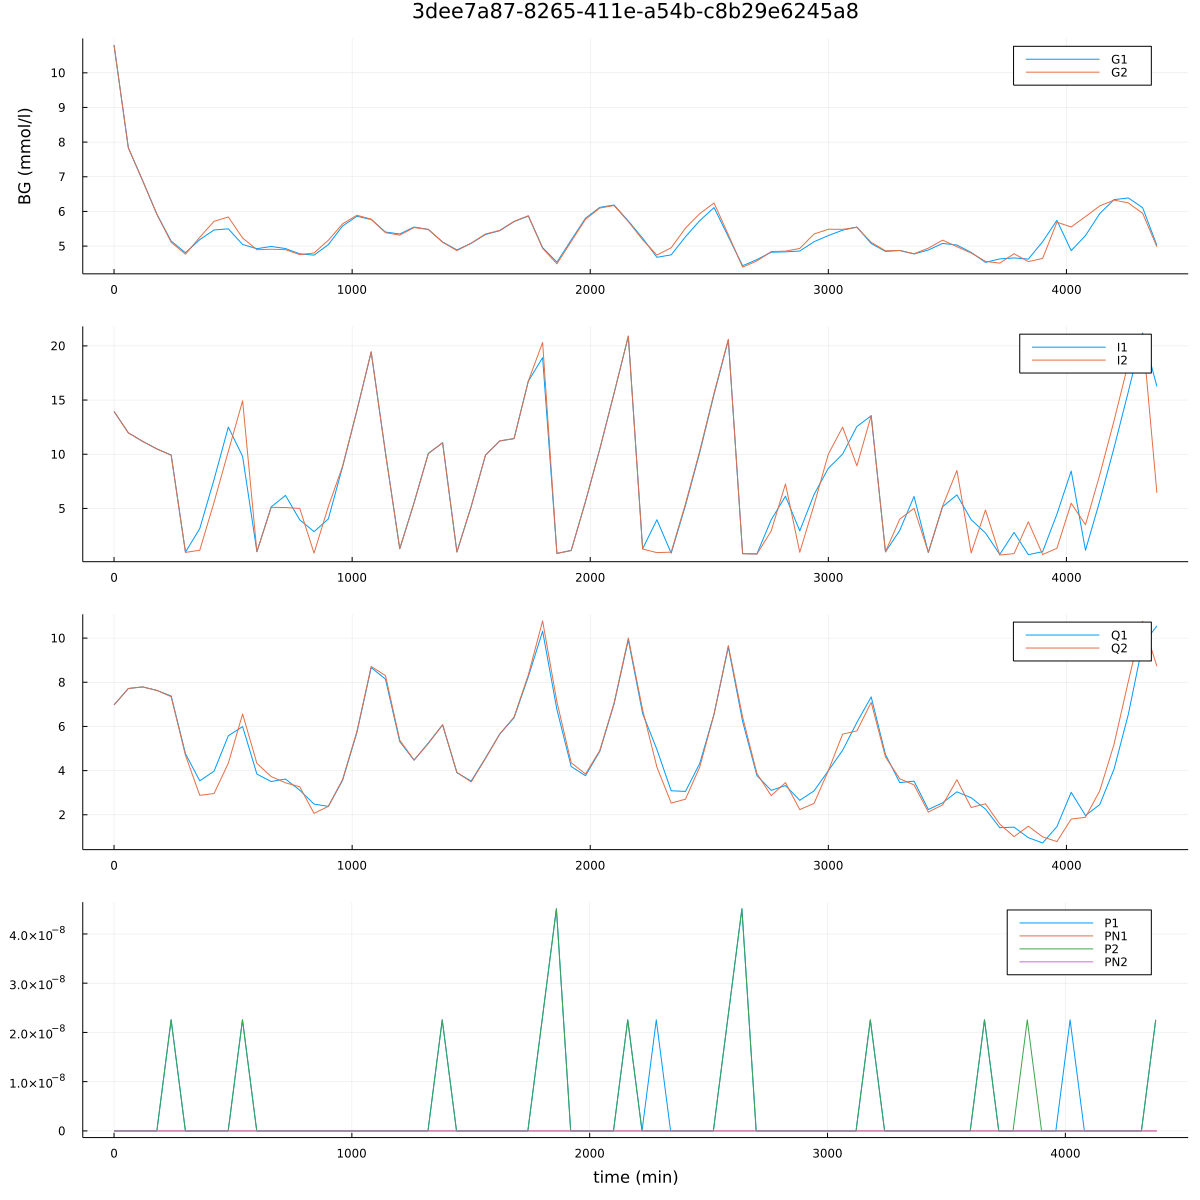 3dee7a87-8265-411e-a54b-c8b29e6245a8
G1
G2
BG (mmol/l)
10
9
8
7
6
5
0 1000 2000 3000 4000
I1
I2
20
15
10
5
0 1000 2000 3000 4000
Q1
Q2
10
8
6
4
2
0 1000 2000 3000 4000
P1
PN1
P2
PN2
4.0×10⁻⁸
3.0×10⁻⁸
2.0×10⁻⁸
1.0×10⁻⁸
0
0 1000 2000 3000 4000
time (min)